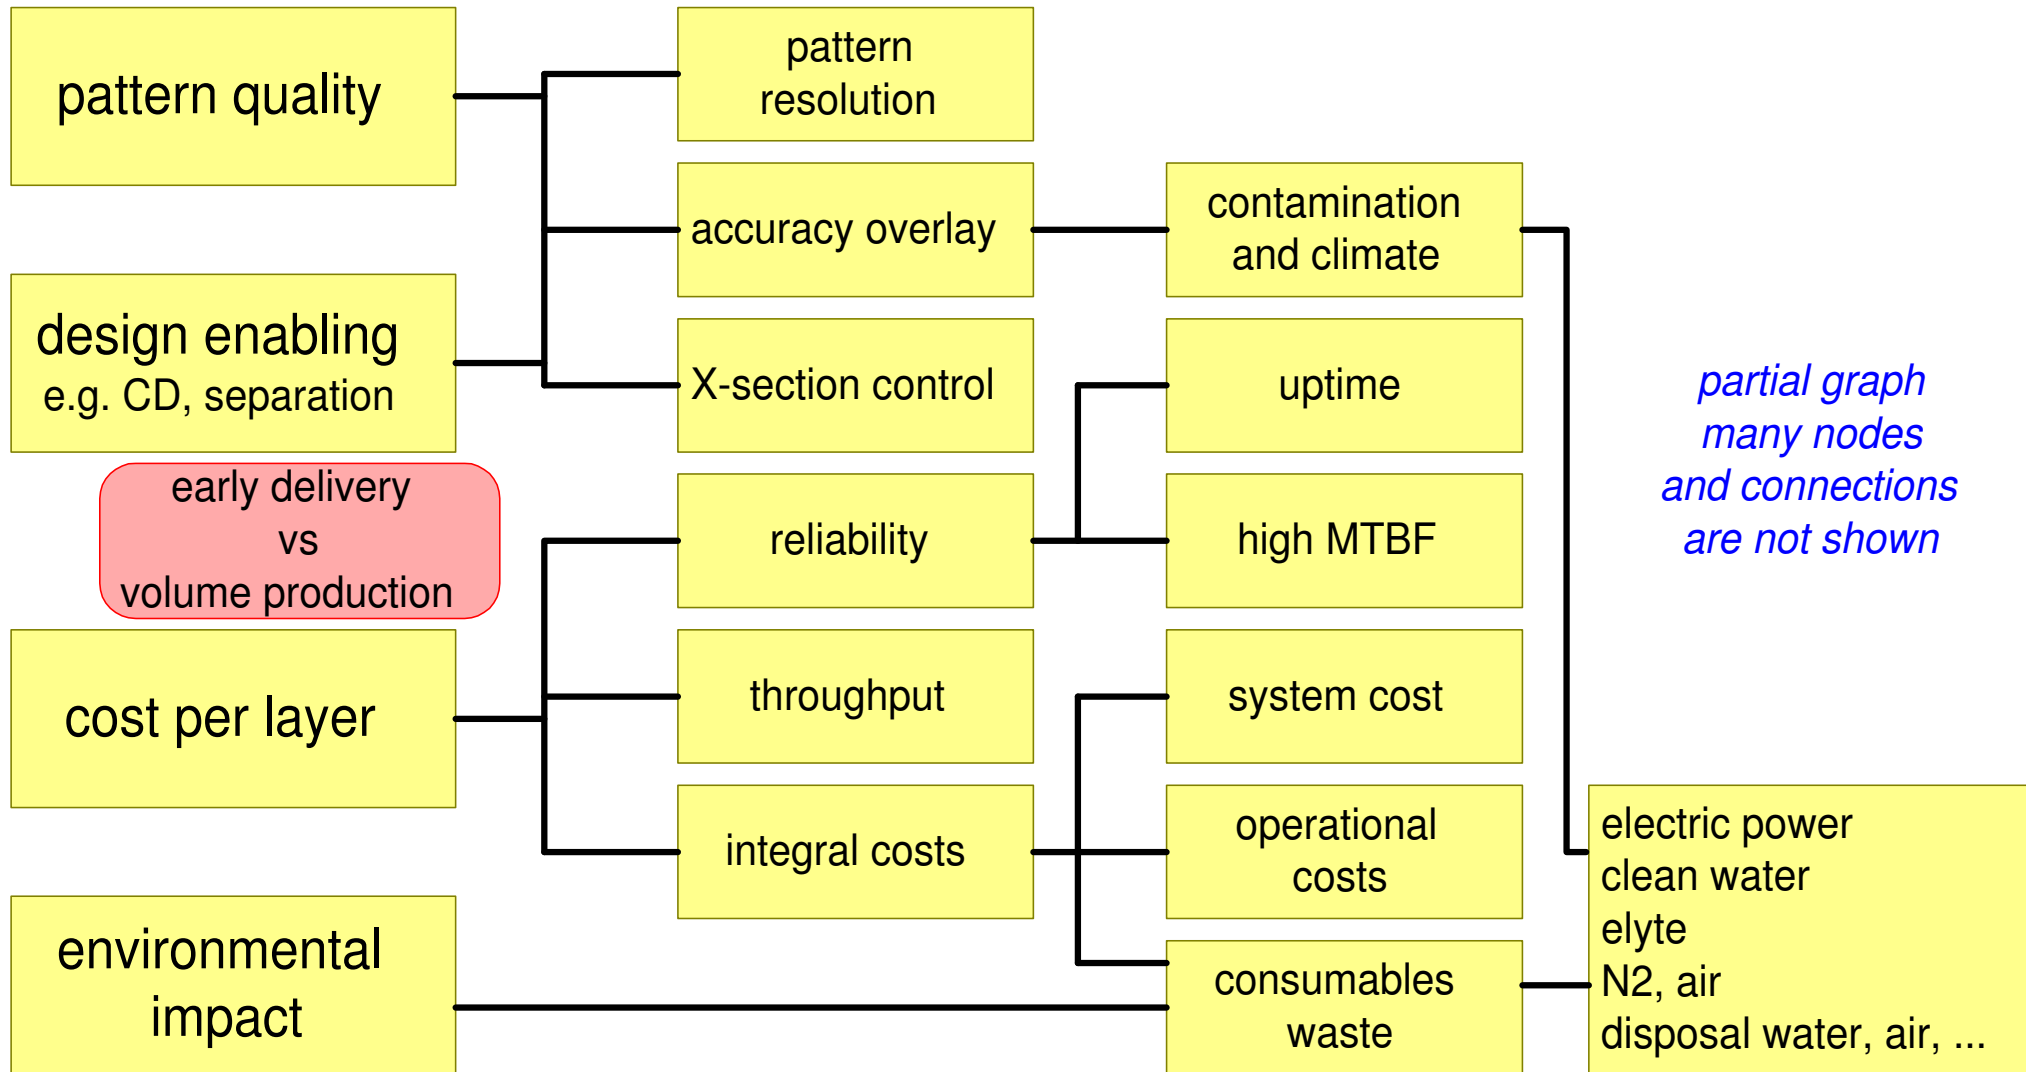 pattern quality
design enabling
e.g. CD, separation
early delivery
vs
volume production
cost per layer
environmental
impact
pattern
resolution
accuracy overlay
X-section control
reliability
throughput
integral costs
contamination
and climate
uptime
high MTBF
system cost
operational
costs
consumables
waste
partial graph
many nodes
and connections
are not shown
electric power
clean water
elyte
N2, air
disposal water, air, ...